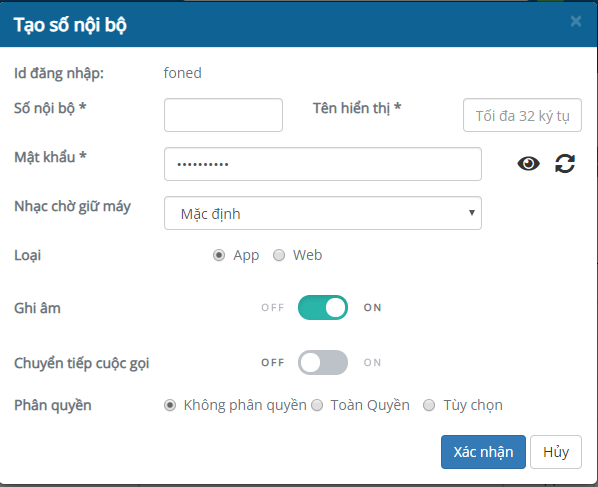 Tạo số nội bộ ×
Id đăng nhập: foned
Số nội bộ * Tên hiển thị * Tối đa 32 ký tự
Mật khẩu * ••••••••••
Nhạc chờ giữ máy Mặc định
Loại App Web
Ghi âm OFF ON
Chuyển tiếp cuộc gọi OFF ON
Phân quyền Không phân quyền Toàn Quyền Tùy chọn
Xác nhận Hủy